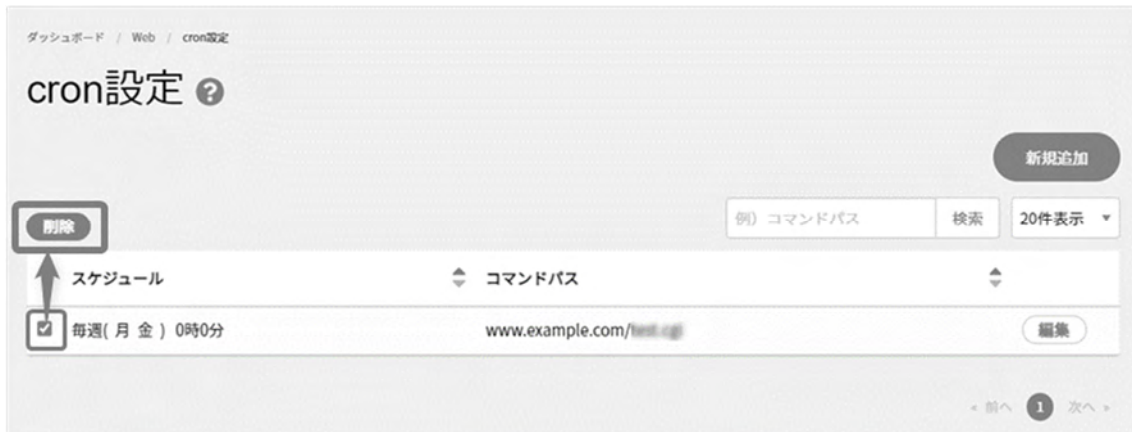 ダッシュボード / Web / cron設定
cron設定 ?
新規追加
削除
例）コマンドパス 検索 20件表示
スケジュール コマンドパス
毎週( 月 金 ) 0時0分 www.example.com/ 編集
« 前へ 1 次へ »